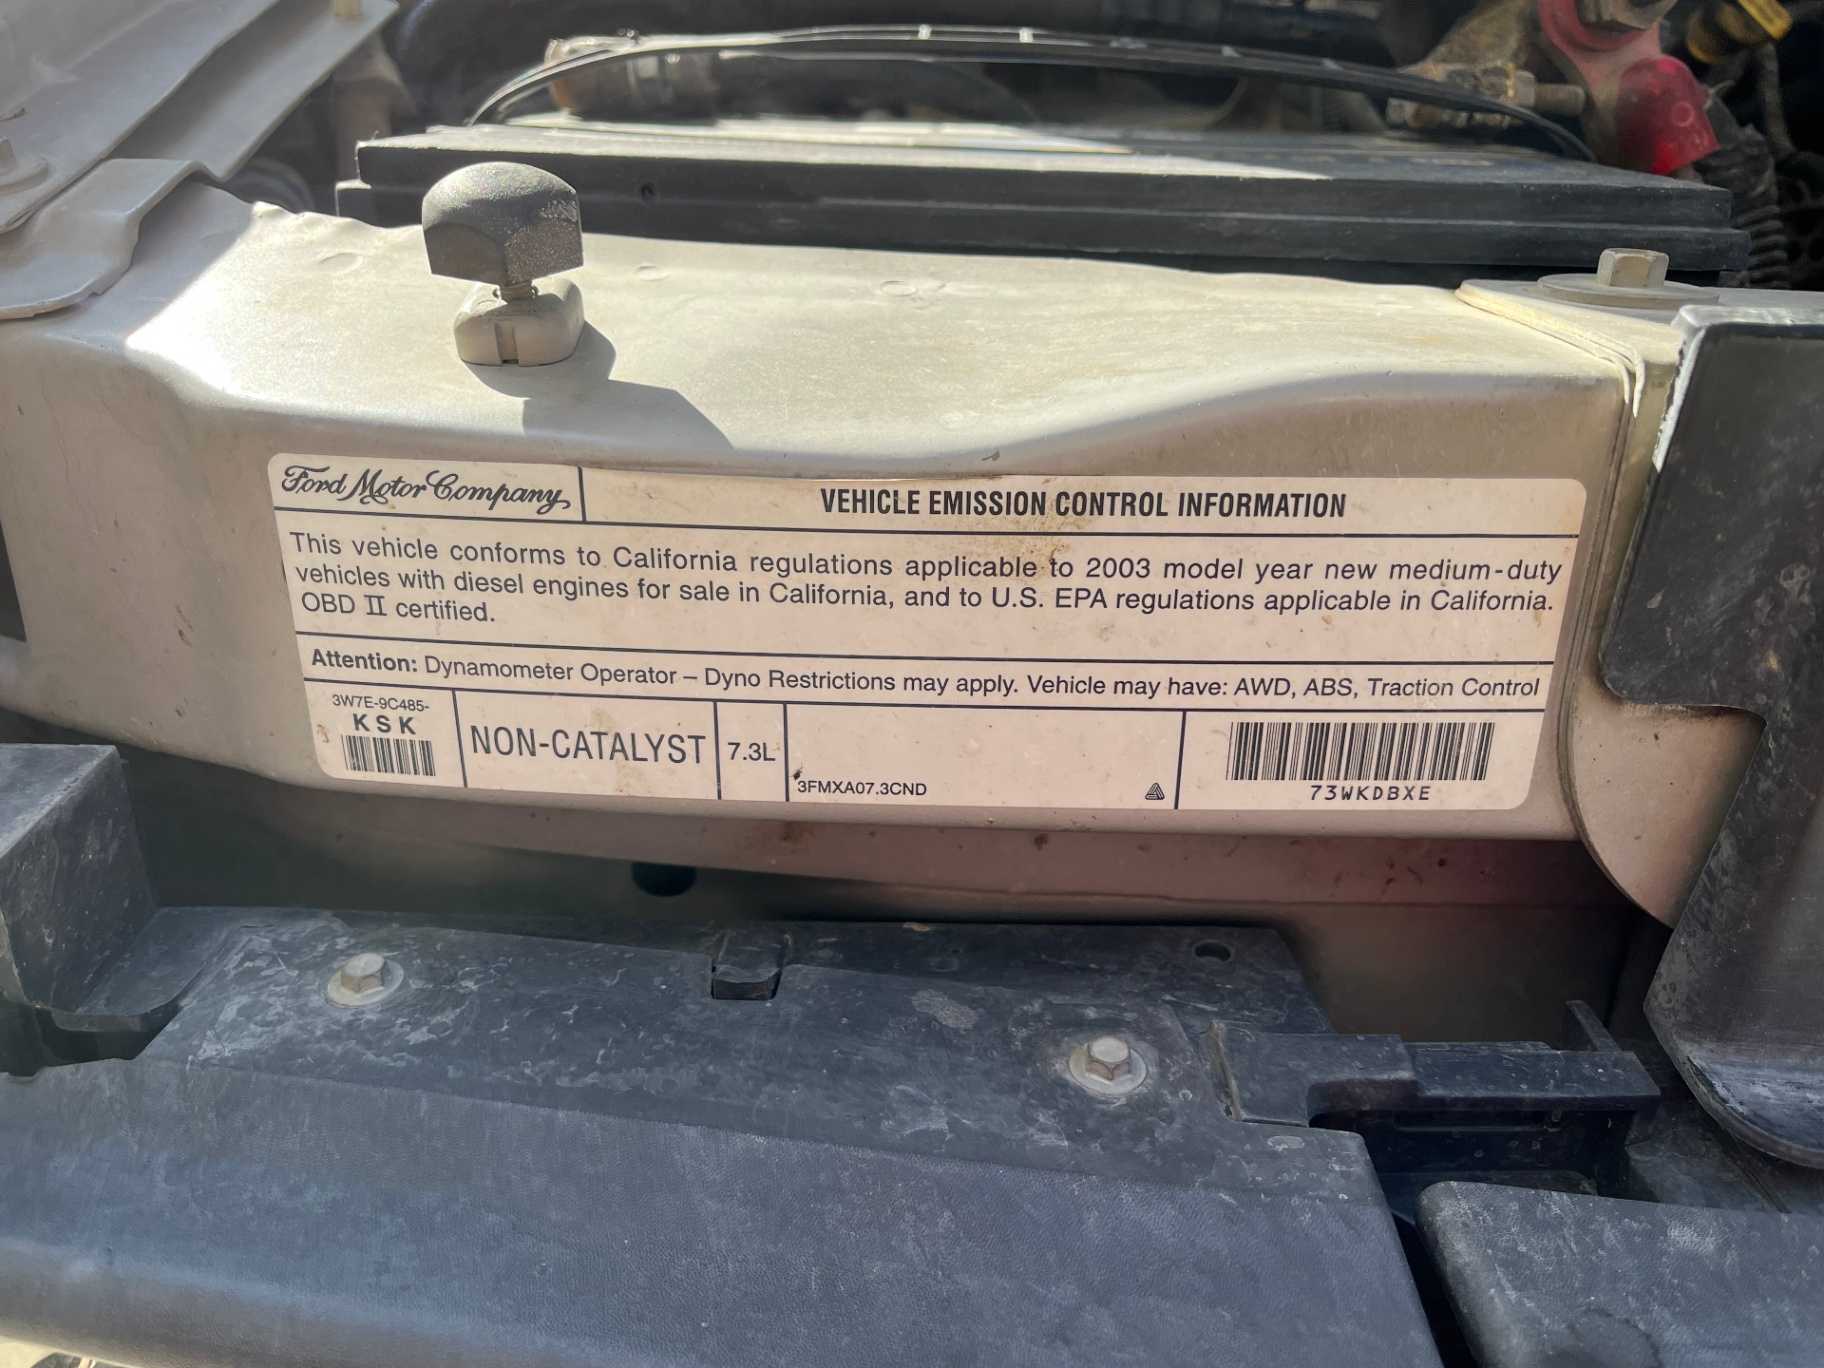 Ford Motor Company
VEHICLE EMISSION CONTROL INFORMATION
This vehicle conforms to California regulations applicable to 2003 model year new medium-duty
vehicles with diesel engines for sale in California, and to U.S. EPA regulations applicable in California.
OBD II certified.
Attention: Dynamometer Operator – Dyno Restrictions may apply. Vehicle may have: AWD, ABS, Traction Control
3W7E-9C485-
KSK
NON-CATALYST
7.3L
3FMXA07.3CND
73WKDBXE